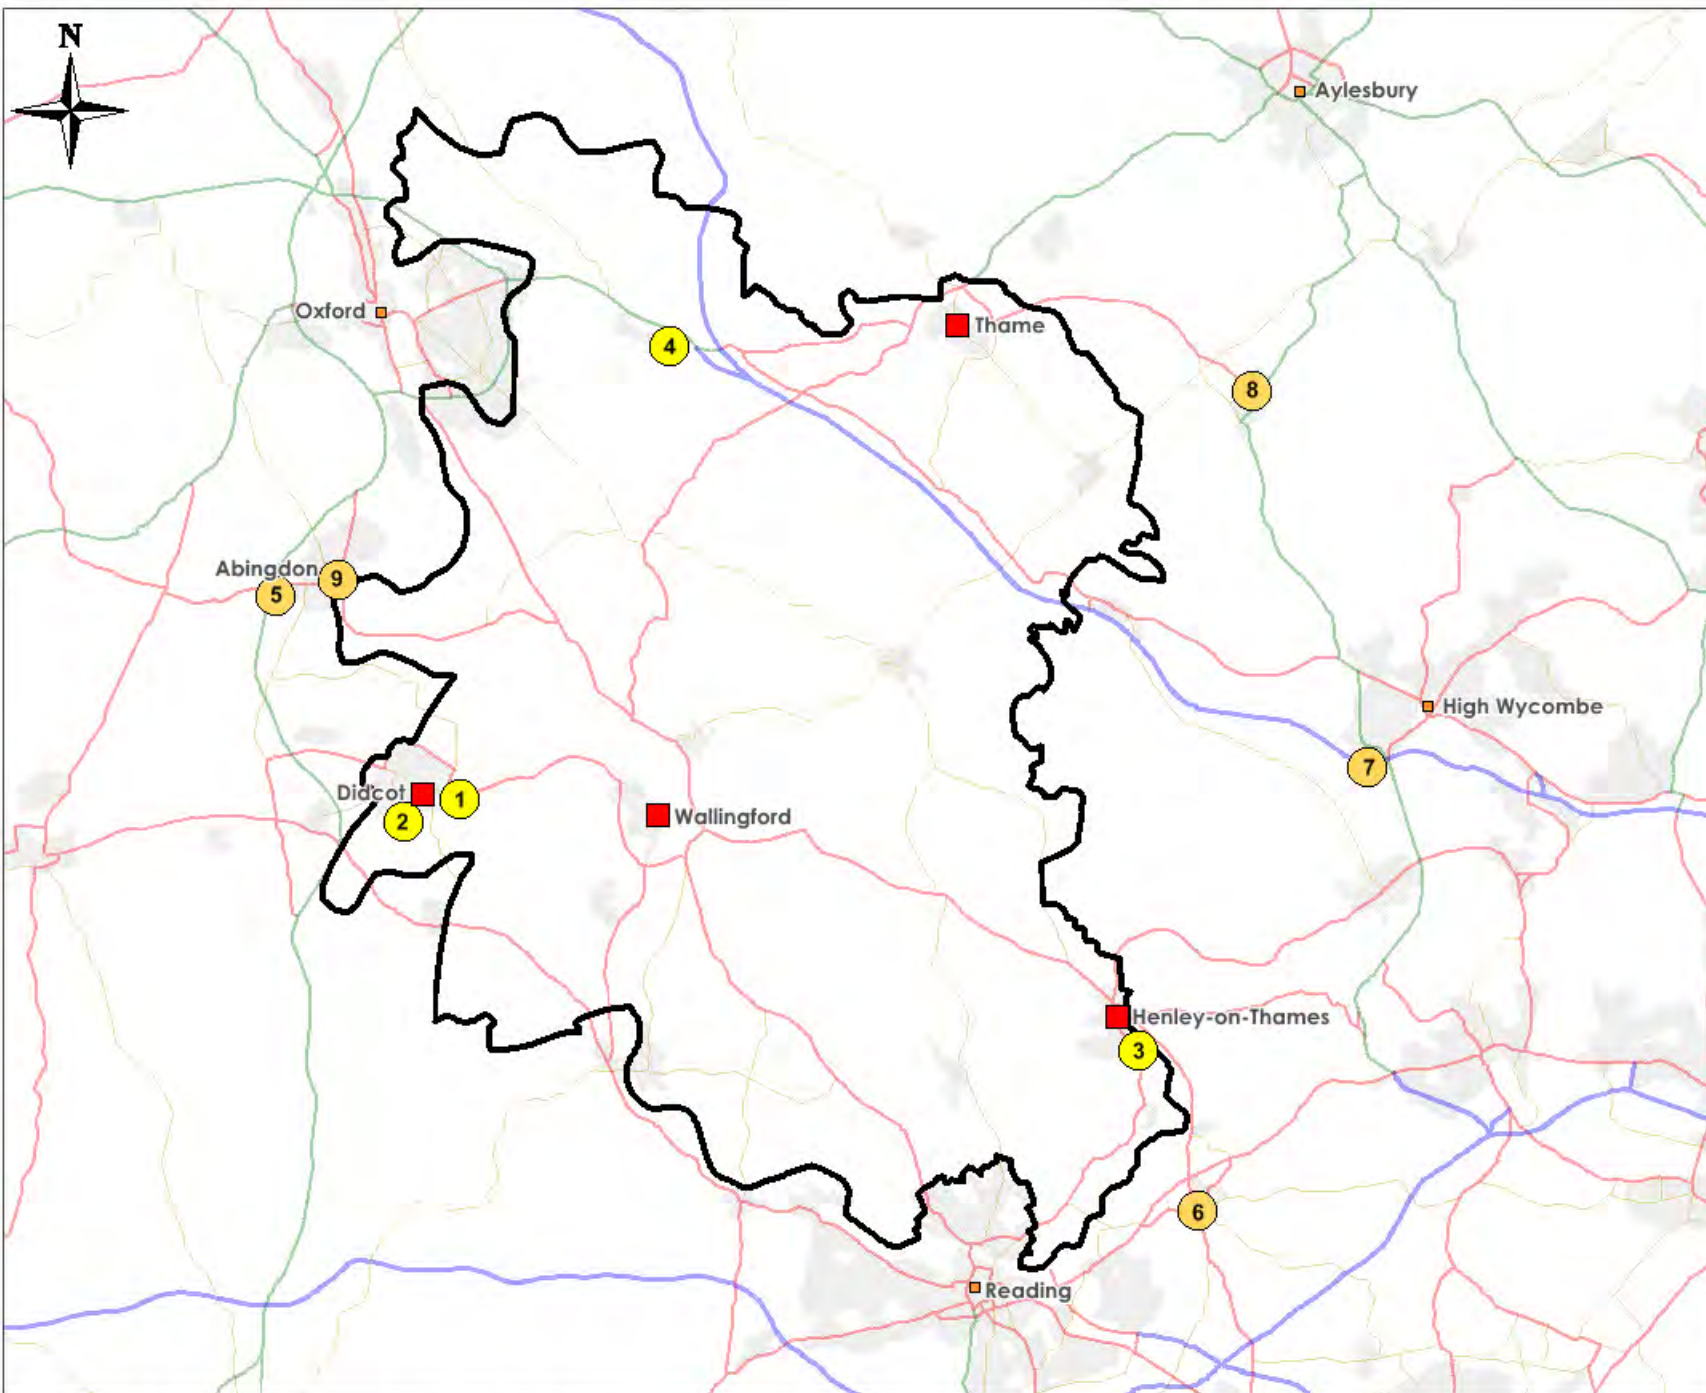 N
Aylesbury
Oxford
4
Thame
8
Abingdon
9
5
High Wycombe
7
Didcot
1
2
Wallingford
Henley-on-Thames
3
6
Reading